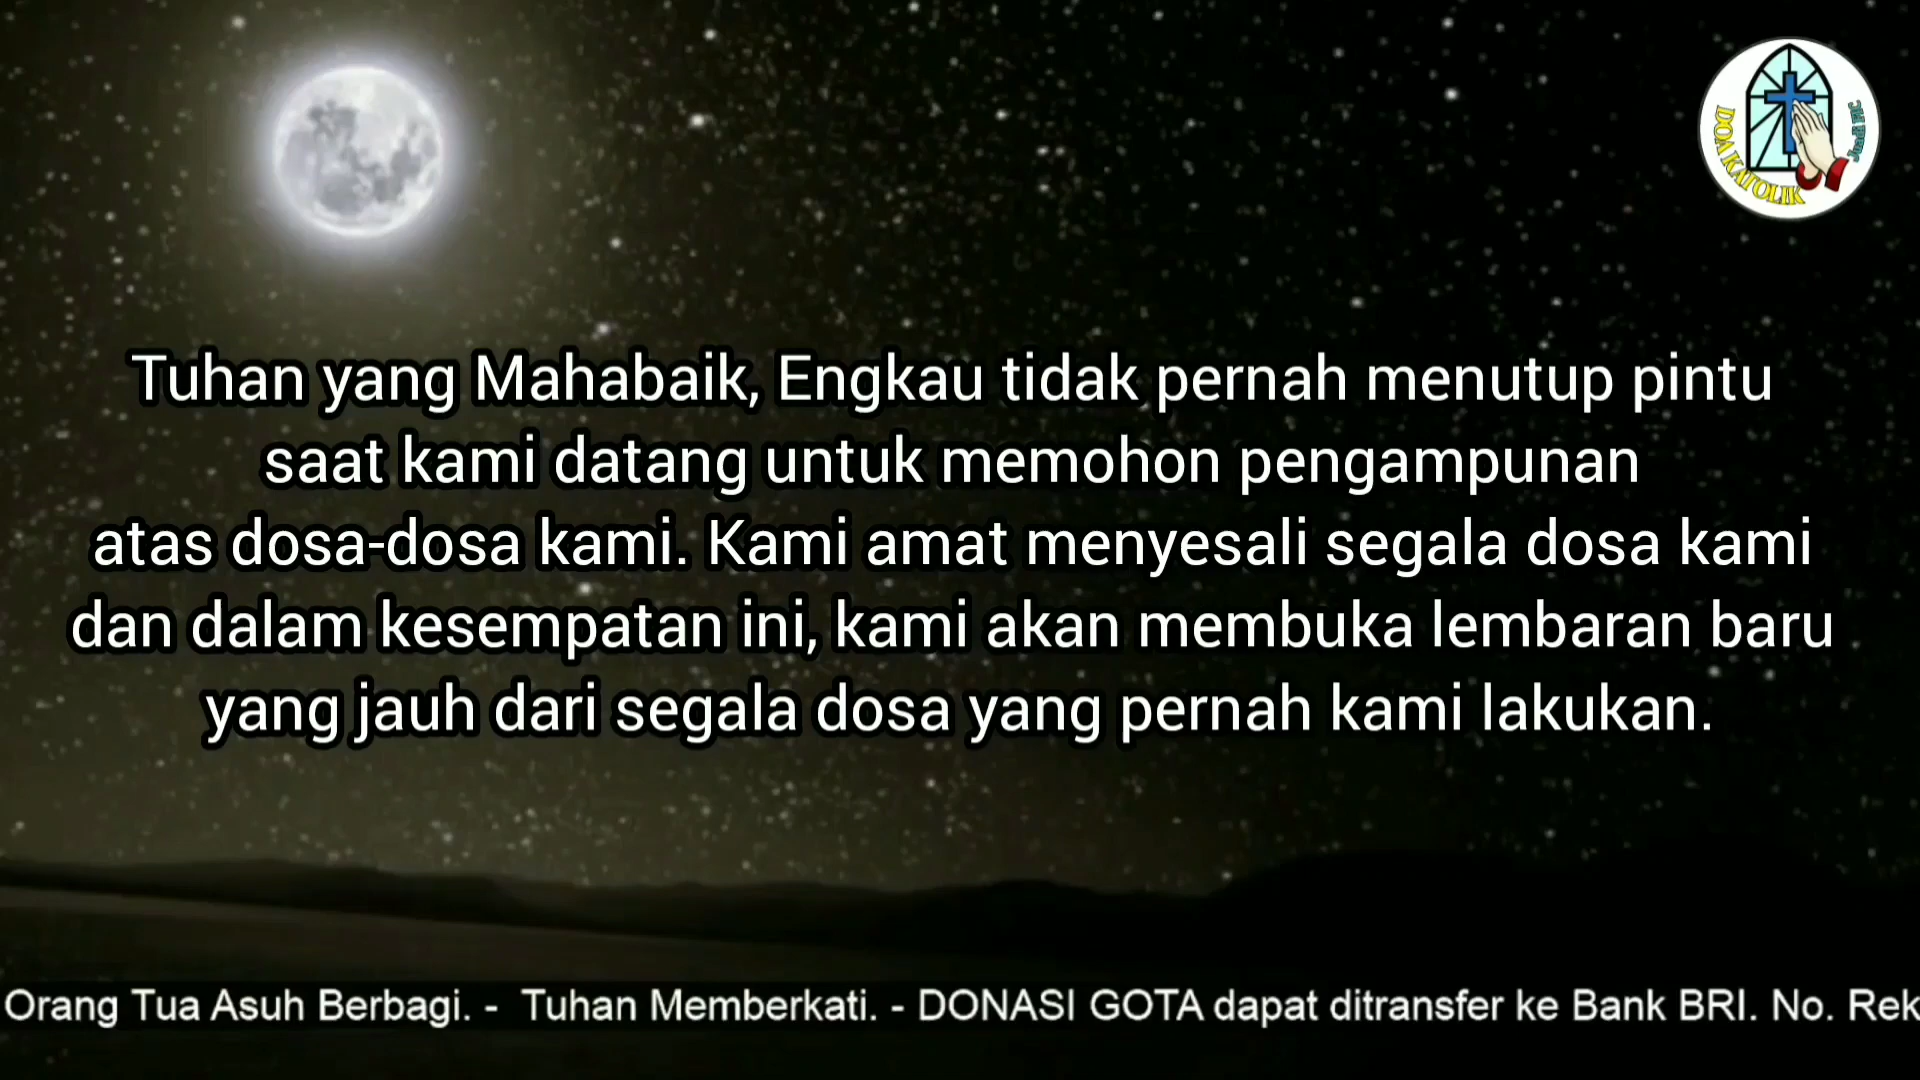 DOA KATOLIK
Tuhan yang Mahabaik, Engkau tidak pernah menutup pintu
saat kami datang untuk memohon pengampunan
atas dosa-dosa kami. Kami amat menyesali segala dosa kami
dan dalam kesempatan ini, kami akan membuka lembaran baru
yang jauh dari segala dosa yang pernah kami lakukan.
Orang Tua Asuh Berbagi. - Tuhan Memberkati. - DONASI GOTA dapat ditransfer ke Bank BRI. No. Rek